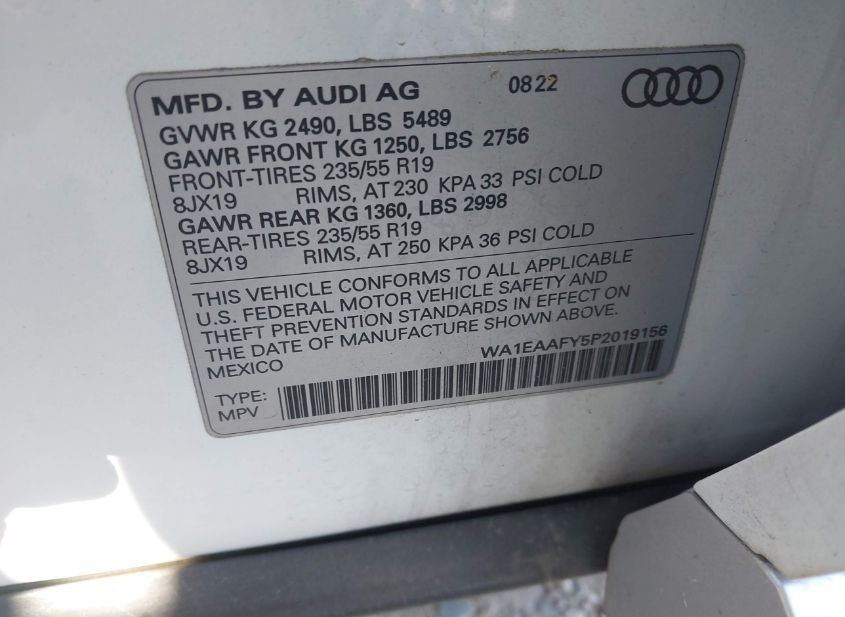 MFD. BY AUDI AG 0822
GVWR KG 2490, LBS 5489
GAWR FRONT KG 1250, LBS 2756
FRONT-TIRES 235/55 R19
8JX19 RIMS, AT 230 KPA 33 PSI COLD
GAWR REAR KG 1360, LBS 2998
REAR-TIRES 235/55 R19
8JX19 RIMS, AT 250 KPA 36 PSI COLD
THIS VEHICLE CONFORMS TO ALL APPLICABLE
U.S. FEDERAL MOTOR VEHICLE SAFETY AND
THEFT PREVENTION STANDARDS IN EFFECT ON
THE DATE OF MANUFACTURE SHOWN ABOVE.
MEXICO WA1EAAFY5P2019156
TYPE:
MPV